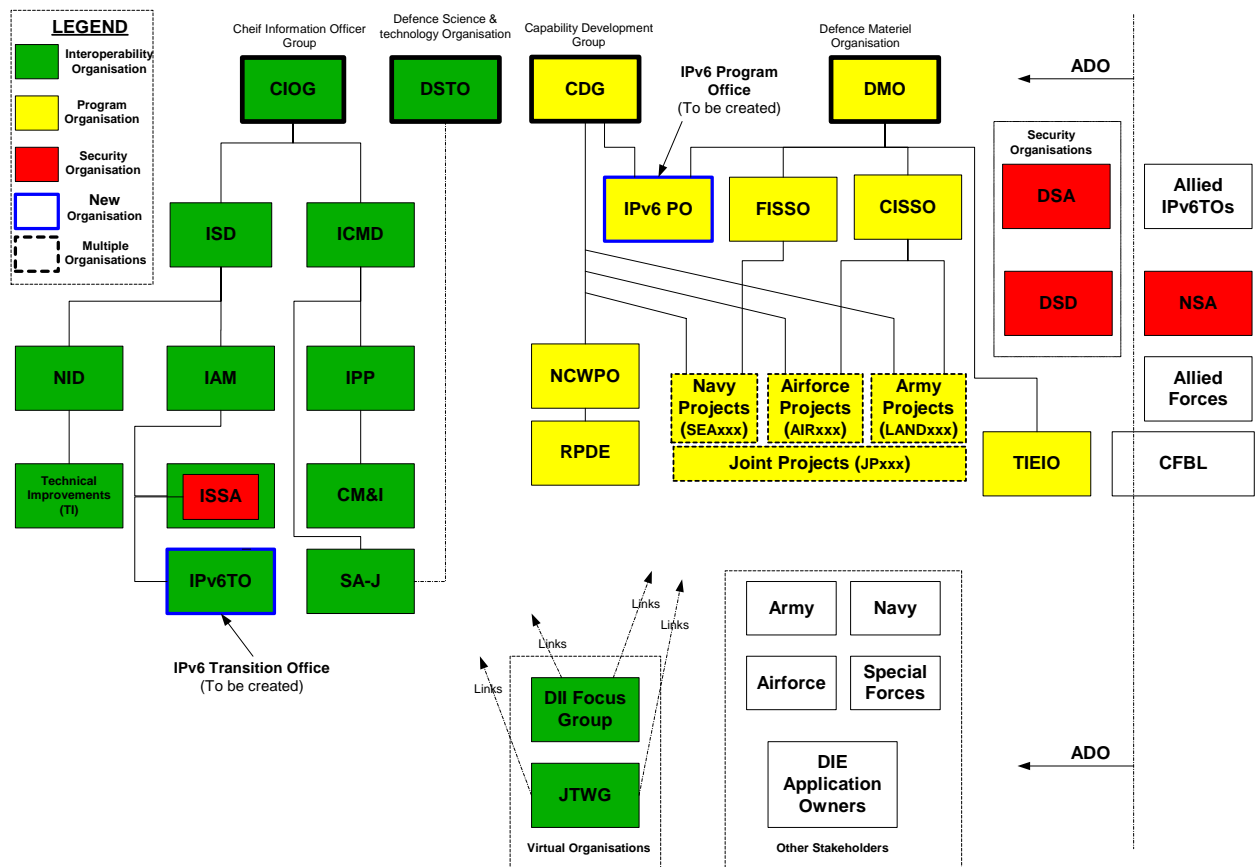 LEGEND
Interoperability
Organisation
Program
Organisation
Security
Organisation
New
Organisation
Multiple
Organisations
Cheif Information Officer
Group
Defence Science &
technology Organisation
Capability Development
Group
Defence Materiel
Organisation
CIOG
DSTO
CDG
IPv6 Program
Office
(To be created)
DMO
ADO
Security
Organisations
ISD
ICMD
IPv6 PO
FISSO
CISSO
DSA
Allied
IPv6TOs
DSD
NSA
NID
IAM
IPP
NCWPO
Navy
Projects
(SEAxxx)
Airforce
Projects
(AIRxxx)
Army
Projects
(LANDxxx)
Allied
Forces
Technical
Improvements
(TI)
ISSA
CM&I
RPDE
Joint Projects (JPxxx)
TIEIO
CFBL
IPv6TO
SA-J
IPv6 Transition Office
(To be created)
Links
Links
Links
Links
Army
Navy
DII Focus
Group
Airforce
Special
Forces
JTWG
DIE
Application
Owners
ADO
Virtual Organisations
Other Stakeholders